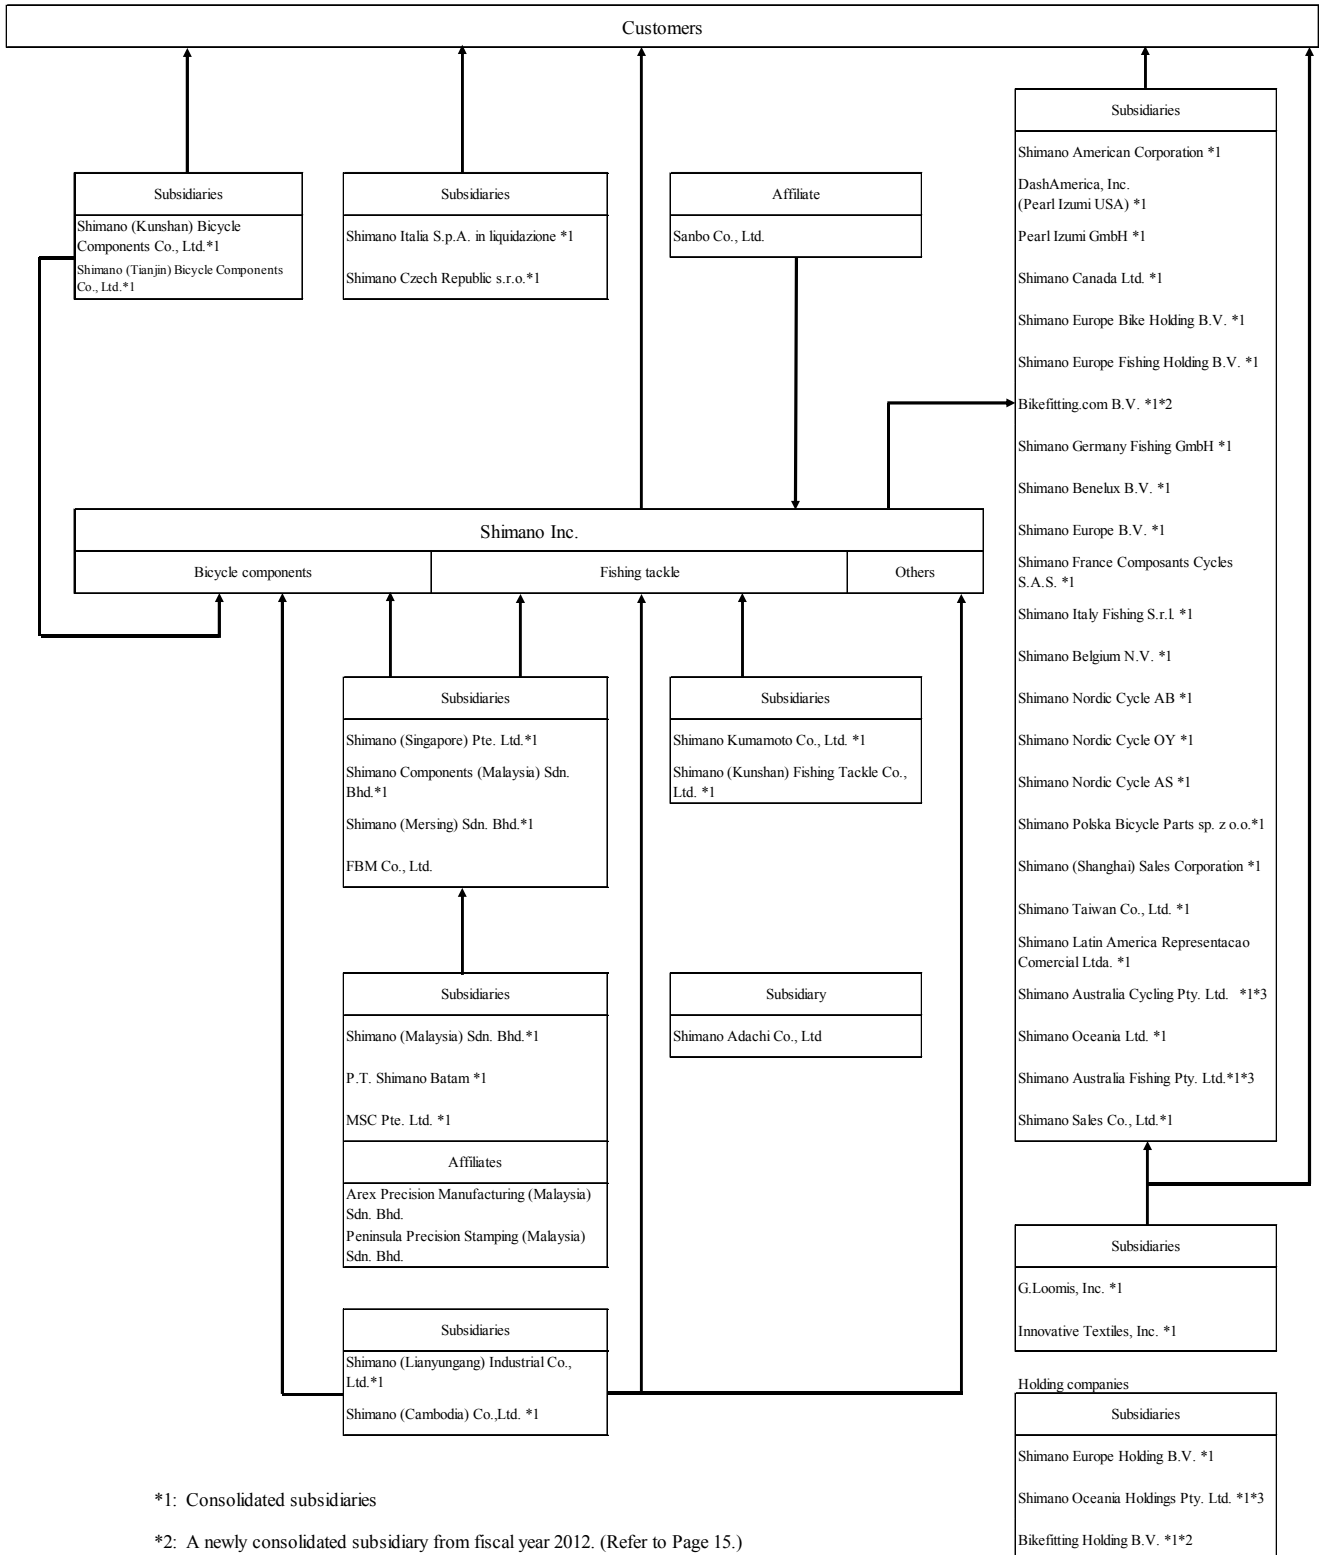 Customers
Subsidiaries
Shimano (Kunshan) Bicycle
Components Co., Ltd.*1
Shimano (Tianjin) Bicycle Components
Co., Ltd.*1
Subsidiaries
Shimano Italia S.p.A. in liquidazione *1
Shimano Czech Republic s.r.o.*1
Affiliate
Sanbo Co., Ltd.
Subsidiaries
Shimano American Corporation *1
DashAmerica, Inc.
(Pearl Izumi USA) *1
Pearl Izumi GmbH *1
Shimano Canada Ltd. *1
Shimano Europe Bike Holding B.V. *1
Shimano Europe Fishing Holding B.V. *1
Bikefitting.com B.V. *1*2
Shimano Germany Fishing GmbH *1
Shimano Benelux B.V. *1
Shimano Europe B.V. *1
Shimano France Composants Cycles
S.A.S. *1
Shimano Italy Fishing S.r.l. *1
Shimano Belgium N.V. *1
Shimano Nordic Cycle AB *1
Shimano Nordic Cycle OY *1
Shimano Nordic Cycle AS *1
Shimano Polska Bicycle Parts sp. z o.o.*1
Shimano (Shanghai) Sales Corporation *1
Shimano Taiwan Co., Ltd. *1
Shimano Latin America Representacao
Comercial Ltda. *1
Shimano Australia Cycling Pty. Ltd. *1*3
Shimano Oceania Ltd. *1
Shimano Australia Fishing Pty. Ltd.*1*3
Shimano Sales Co., Ltd.*1
Shimano Inc.
Bicycle components
Fishing tackle
Others
Subsidiaries
Shimano (Singapore) Pte. Ltd.*1
Shimano Components (Malaysia) Sdn.
Bhd.*1
Shimano (Mersing) Sdn. Bhd.*1
FBM Co., Ltd.
Subsidiaries
Shimano Kumamoto Co., Ltd. *1
Shimano (Kunshan) Fishing Tackle Co.,
Ltd. *1
Subsidiaries
Shimano (Malaysia) Sdn. Bhd.*1
P.T. Shimano Batam *1
MSC Pte. Ltd. *1
Affiliates
Arex Precision Manufacturing (Malaysia)
Sdn. Bhd.
Peninsula Precision Stamping (Malaysia)
Sdn. Bhd.
Subsidiary
Shimano Adachi Co., Ltd
Subsidiaries
Shimano (Lianyungang) Industrial Co.,
Ltd.*1
Shimano (Cambodia) Co.,Ltd. *1
Subsidiaries
G.Loomis, Inc. *1
Innovative Textiles, Inc. *1
Holding companies
Subsidiaries
Shimano Europe Holding B.V. *1
Shimano Oceania Holdings Pty. Ltd. *1*3
Bikefitting Holding B.V. *1*2
*1: Consolidated subsidiaries
*2: A newly consolidated subsidiary from fiscal year 2012. (Refer to Page 15.)